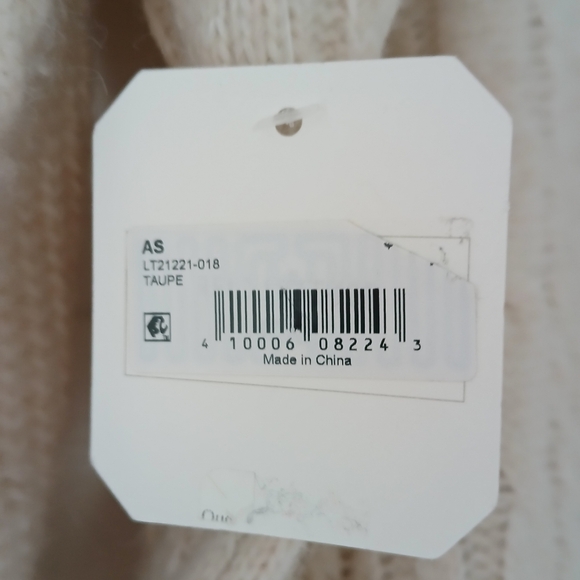 AS
LT21221-018
TAUPE
4 10006 08224 3
Made in China